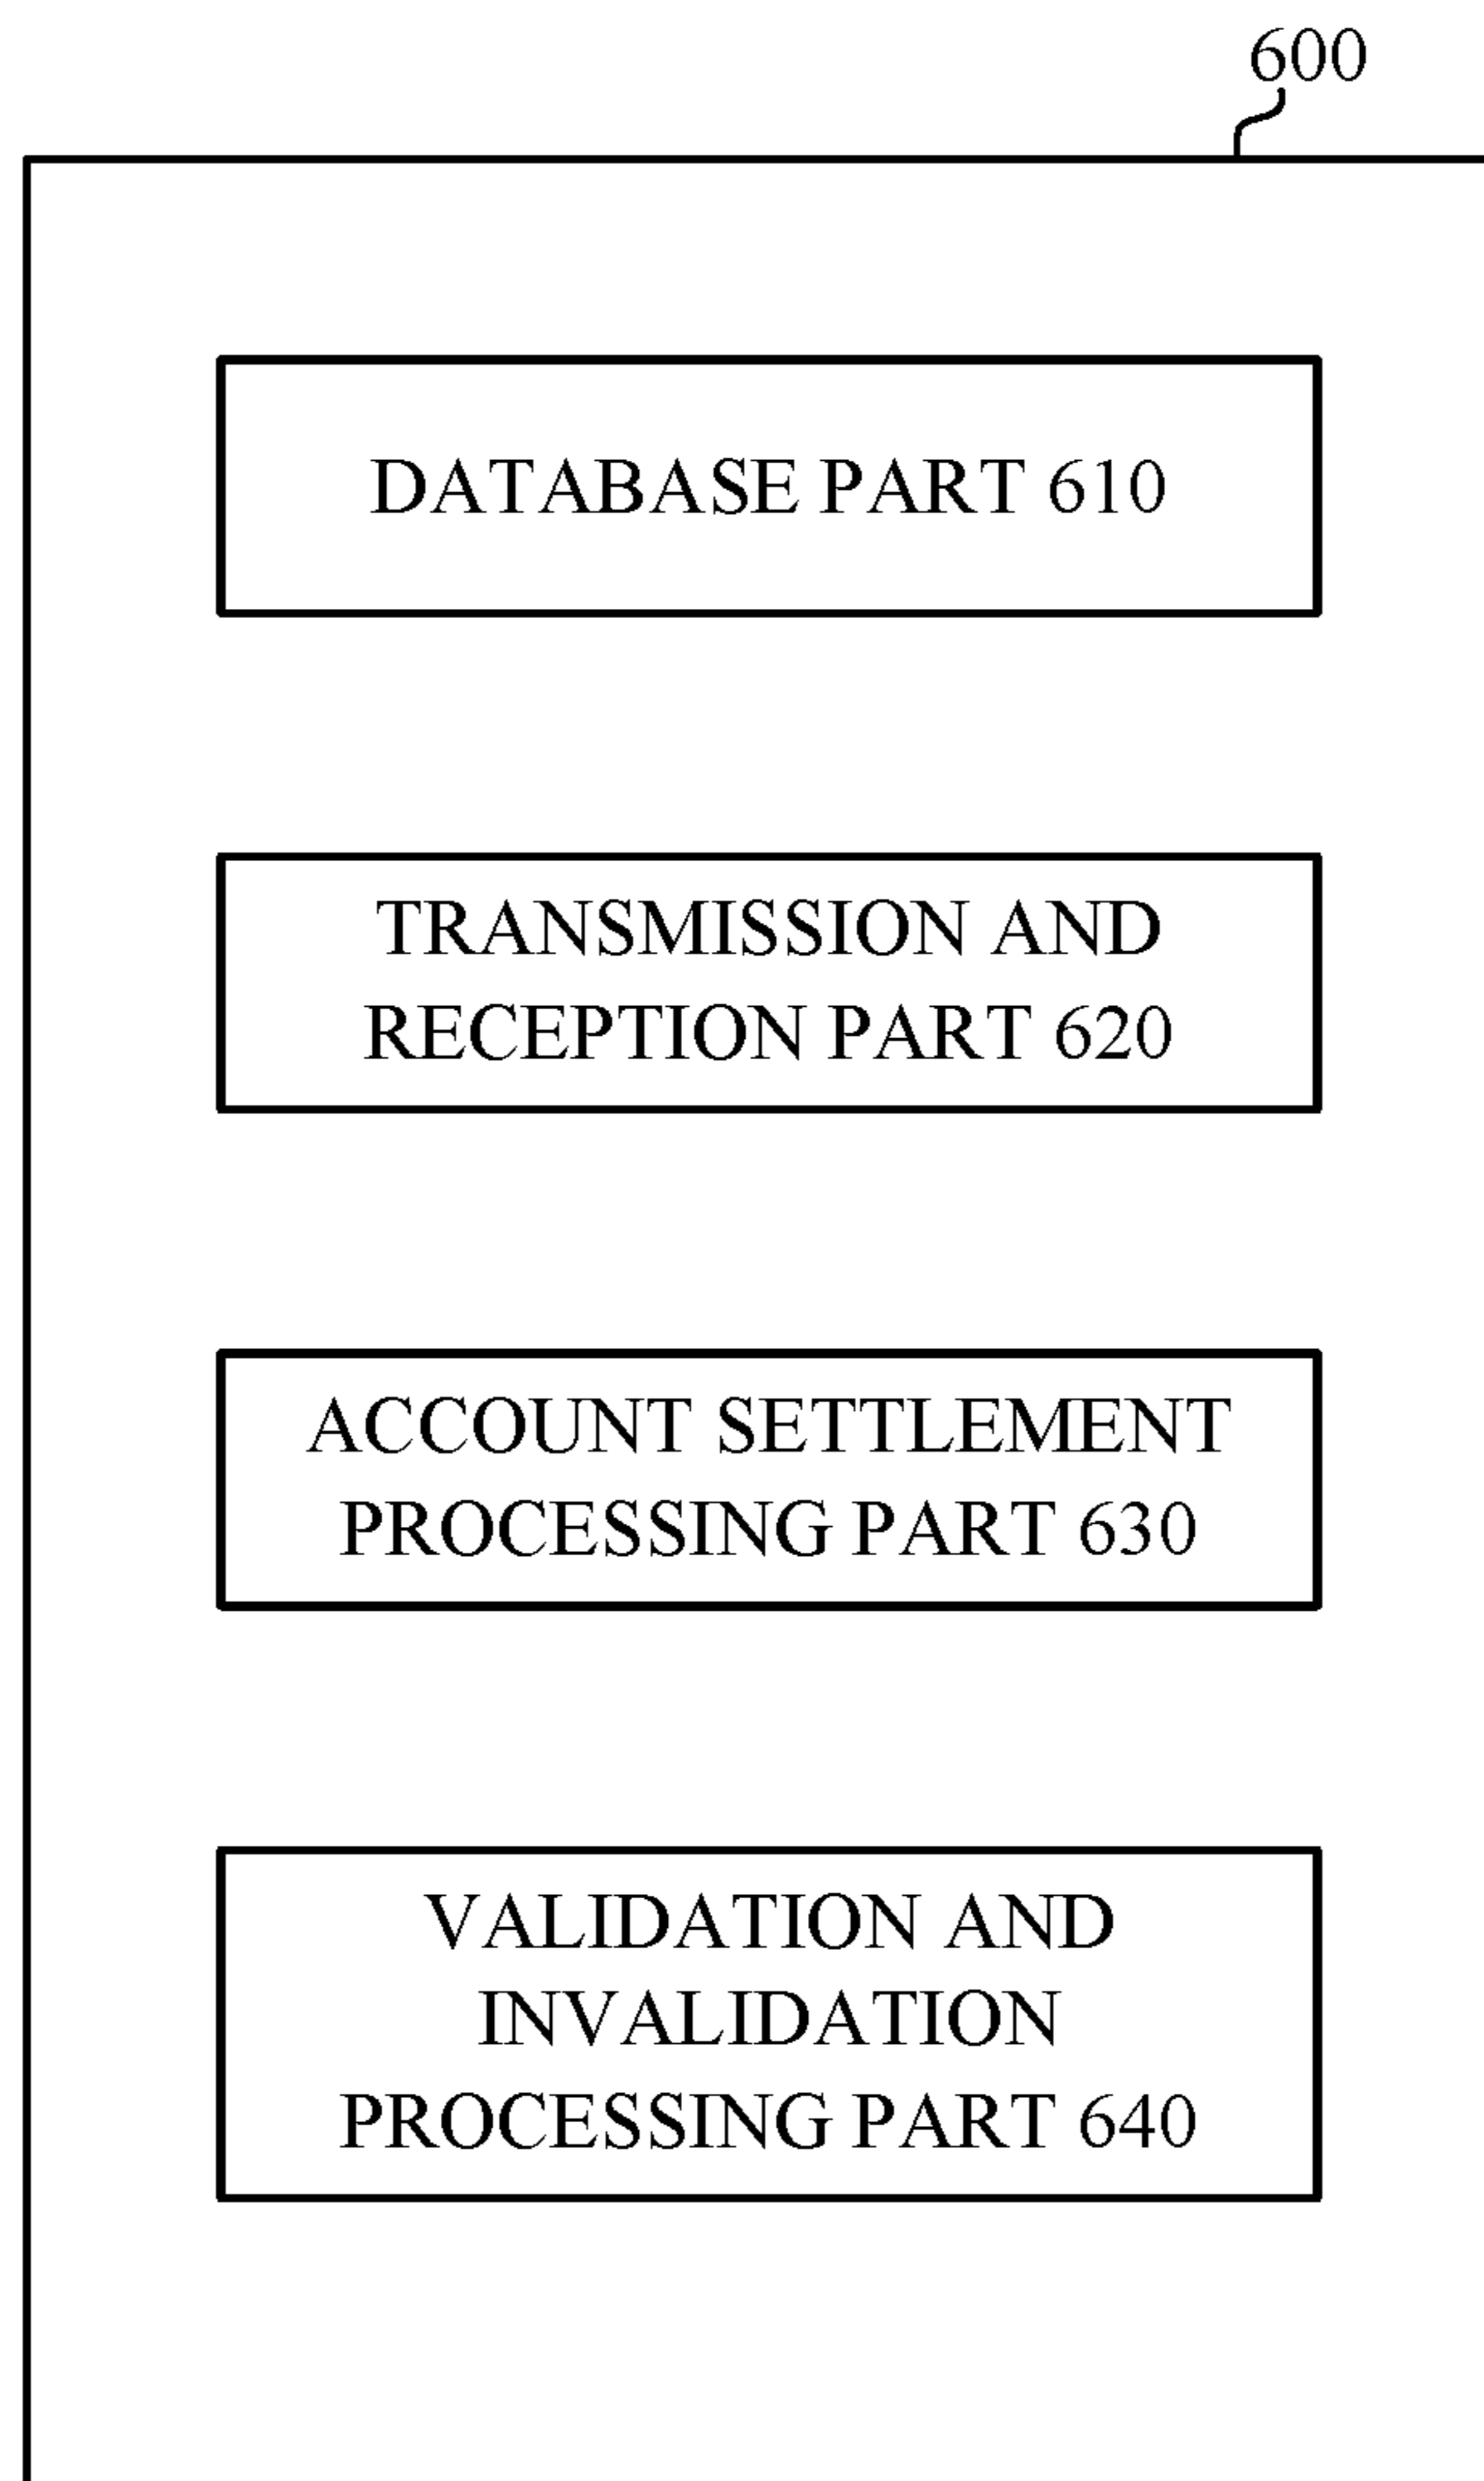 600
DATABASE PART 610
TRANSMISSION AND
RECEPTION PART 620
ACCOUNT SETTLEMENT
PROCESSING PART 630
VALIDATION AND
INVALIDATION
PROCESSING PART 640